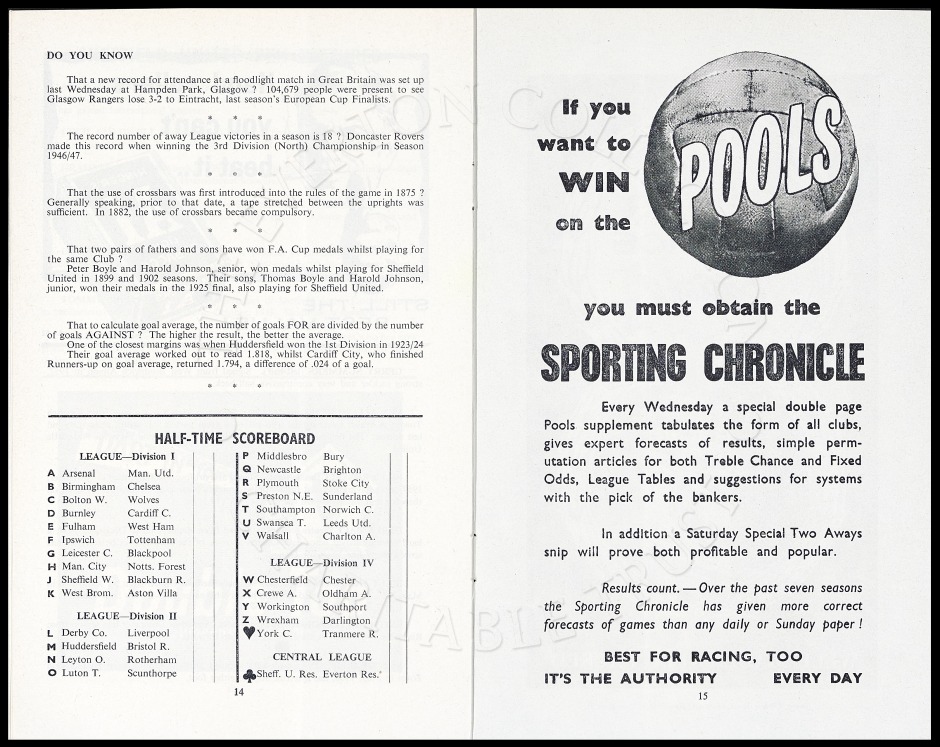 DO YOU KNOW
That a new record for attendance at a floodlight match in Great Britain was set up
last Wednesday at Hampden Park, Glasgow ? 104,679 people were present to see
Glasgow Rangers lose 3-2 to Eintracht, last season's European Cup Finalists.
* * *
The record number of away League victories in a season is 18 ? Doncaster Rovers
made this record when winning the 3rd Division (North) Championship in Season
1946/47.
* * *
That the use of crossbars was first introduced into the rules of the game in 1875 ?
Generally speaking, prior to that date, a tape stretched between the uprights was
sufficient. In 1882, the use of crossbars became compulsory.
* * *
That two pairs of fathers and sons have won F.A. Cup medals whilst playing for
the same Club ?
Peter Boyle and Harold Johnson, senior, won medals whilst playing for Sheffield
United in 1899 and 1902 seasons. Their sons, Thomas Boyle and Harold Johnson,
junior, won their medals in the 1925 final, also playing for Sheffield United.
* * *
That to calculate goal average, the number of goals FOR are divided by the number
of goals AGAINST ? The higher the result, the better the average.
One of the closest margins was when Huddersfield won the 1st Division in 1923/24
Their goal average worked out to read 1.818, whilst Cardiff City, who finished
Runners-up on goal average, returned 1.794, a difference of .024 of a goal.
* * *
HALF-TIME SCOREBOARD
LEAGUE—Division I
A Arsenal Man. Utd.
B Birmingham Chelsea
C Bolton W. Wolves
D Burnley Cardiff C.
E Fulham West Ham
F Ipswich Tottenham
G Leicester C. Blackpool
H Man. City Notts. Forest
J Sheffield W. Blackburn R.
K West Brom. Aston Villa
LEAGUE—Division II
L Derby Co. Liverpool
M Huddersfield Bristol R.
N Leyton O. Rotherham
O Luton T. Scunthorpe
P Middlesbro Bury
Q Newcastle Brighton
R Plymouth Stoke City
S Preston N.E. Sunderland
T Southampton Norwich C.
U Swansea T. Leeds Utd.
V Walsall Charlton A.
LEAGUE—Division IV
W Chesterfield Chester
X Crewe A. Oldham A.
Y Workington Southport
Z Wrexham Darlington
♥ York C. Tranmere R.
CENTRAL LEAGUE
♣ Sheff. U. Res. Everton Res.
14
If you
want to
WIN
on the
POOLS
you must obtain the
SPORTING CHRONICLE
Every Wednesday a special double page
Pools supplement tabulates the form of all clubs,
gives expert forecasts of results, simple perm-
utation articles for both Treble Chance and Fixed
Odds, League Tables and suggestions for systems
with the pick of the bankers.
In addition a Saturday Special Two Aways
snip will prove both profitable and popular.
Results count. — Over the past seven seasons
the Sporting Chronicle has given more correct
forecasts of games than any daily or Sunday paper !
BEST FOR RACING, TOO
IT'S THE AUTHORITY EVERY DAY
15